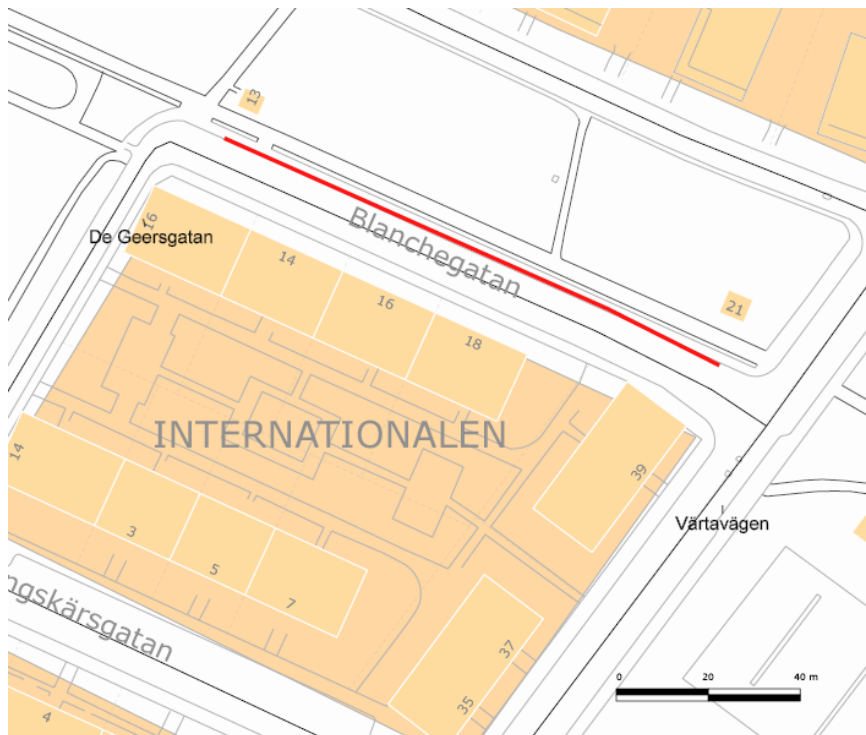 13
16
De Geersgatan
14
Blanchegatan
16
18
21
INTERNATIONALEN
39
14
3
5
7
Värtavägen
ngskärsgatan
37
35
4
0 20 40 m